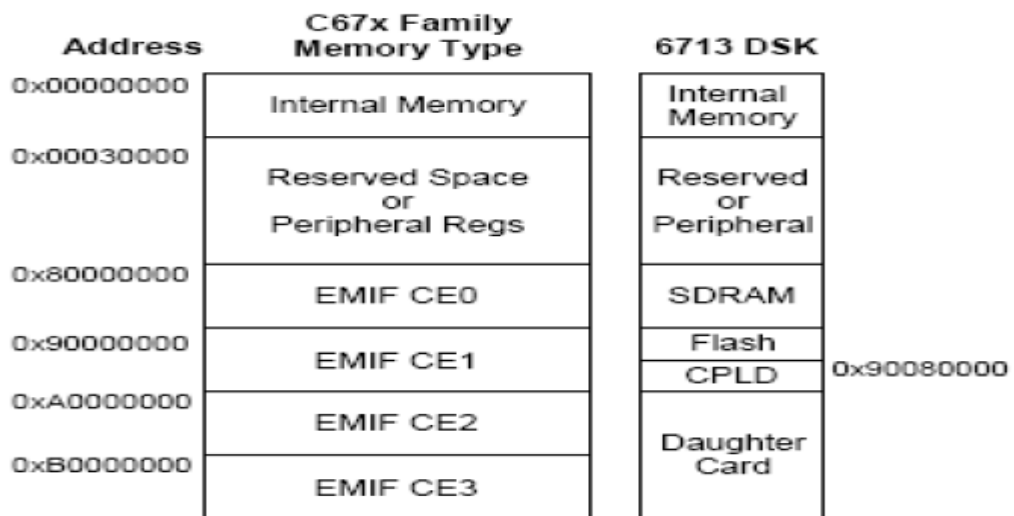 C67x Family
Address Memory Type 6713 DSK
0x00000000
Internal Memory
Internal
Memory
0x00030000
Reserved Space
or
Peripheral Regs
Reserved
or
Peripheral
0x80000000
EMIF CE0
SDRAM
0x90000000
EMIF CE1
Flash
CPLD
0x90080000
0xA0000000
EMIF CE2
Daughter
Card
0xB0000000
EMIF CE3